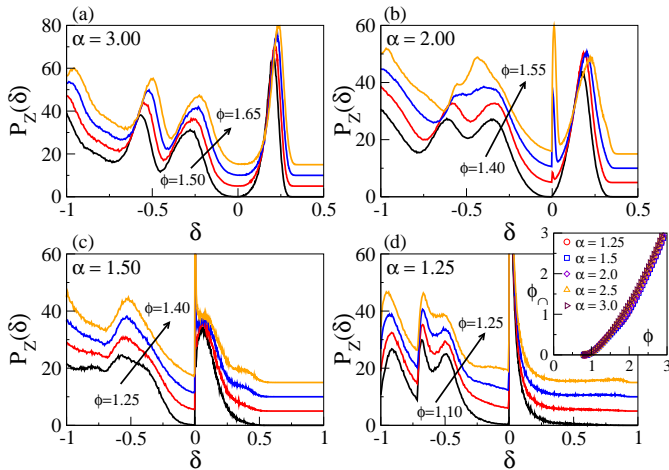 (a)
α = 3.00
P_Z(δ)
80
60
40
20
0
ϕ=1.65
ϕ=1.50
-1 -0.5 0 0.5
δ
(b)
α = 2.00
P_Z(δ)
60
40
20
0
ϕ=1.55
ϕ=1.40
-1 -0.5 0 0.5
δ
(c)
α = 1.50
P_Z(δ)
60
40
20
0
ϕ=1.40
ϕ=1.25
-1 -0.5 0 0.5 1
δ
(d)
α = 1.25
P_Z(δ)
60
40
20
0
ϕ=1.25
ϕ=1.10
-1 -0.5 0 0.5 1
δ
3
2
1
0
ϕ_∩
α = 1.25
α = 1.5
α = 2.0
α = 2.5
α = 3.0
0 1 2 3
ϕ